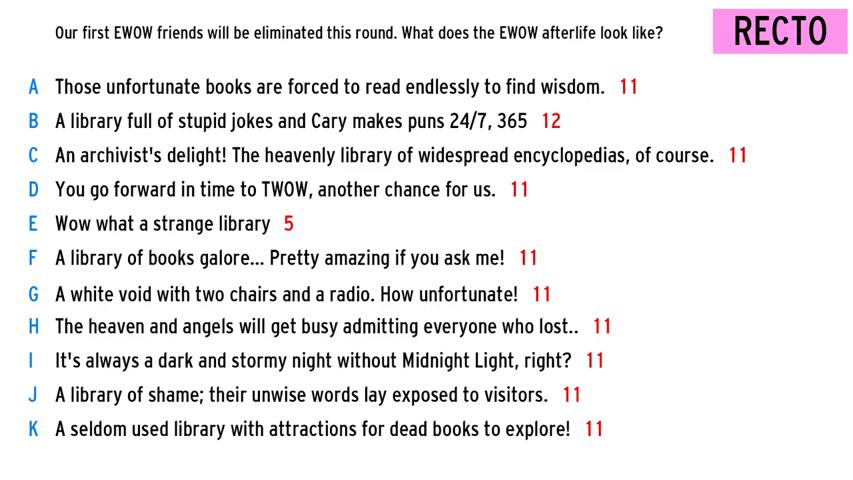 Our first EWOW friends will be eliminated this round. What does the EWOW afterlife look like?
RECTO
A Those unfortunate books are forced to read endlessly to find wisdom. 11
B A library full of stupid jokes and Cary makes puns 24/7, 365 12
C An archivist's delight! The heavenly library of widespread encyclopedias, of course. 11
D You go forward in time to TWOW, another chance for us. 11
E Wow what a strange library 5
F A library of books galore... Pretty amazing if you ask me! 11
G A white void with two chairs and a radio. How unfortunate! 11
H The heaven and angels will get busy admitting everyone who lost.. 11
I It's always a dark and stormy night without Midnight Light, right? 11
J A library of shame; their unwise words lay exposed to visitors. 11
K A seldom used library with attractions for dead books to explore! 11